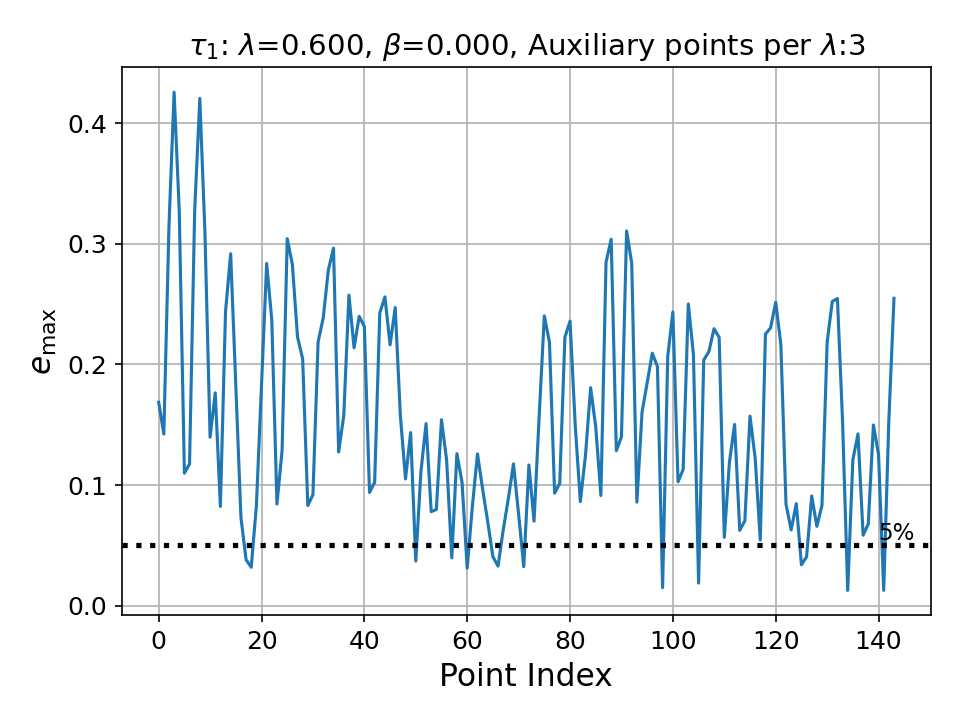 τ₁: λ=0.600, β=0.000, Auxiliary points per λ:3
e_max
0.4
0.3
0.2
0.1
0.0
5%
0 20 40 60 80 100 120 140
Point Index